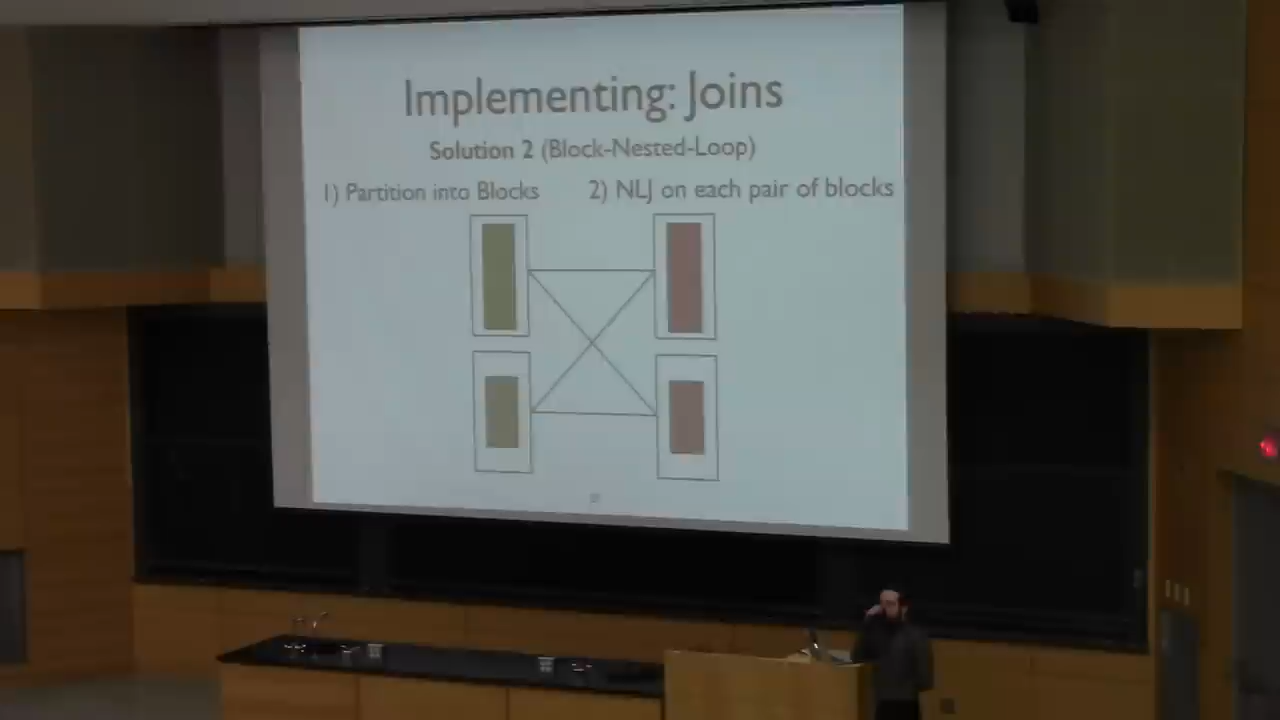 Implementing: Joins
Solution 2 (Block-Nested-Loop)
1) Partition into Blocks
2) NLJ on each pair of blocks